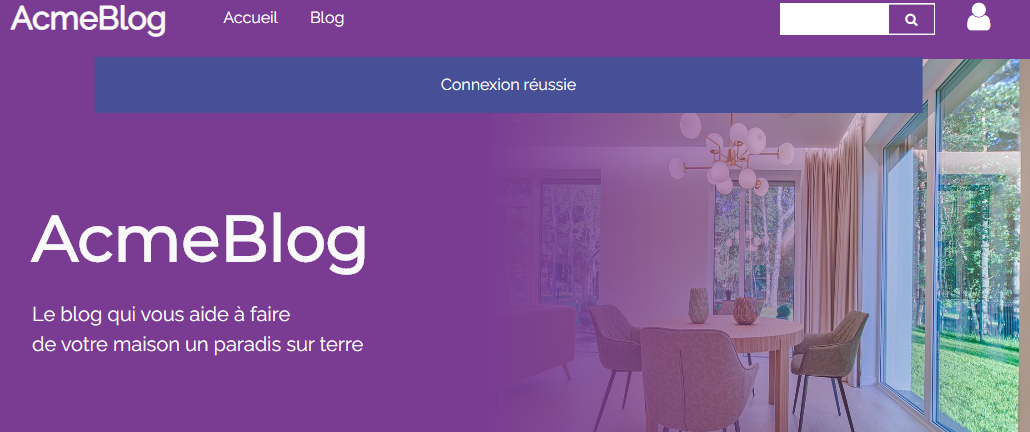 AcmeBlog
Accueil
Blog
Connexion réussie
AcmeBlog
Le blog qui vous aide à faire
de votre maison un paradis sur terre